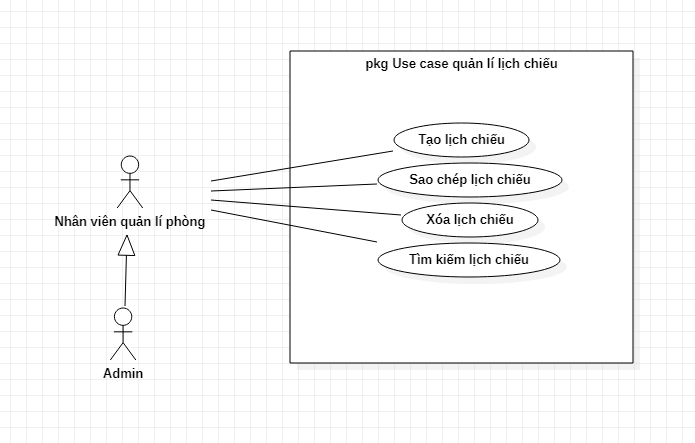 pkg Use case quản lí lịch chiếu
Tạo lịch chiếu
Sao chép lịch chiếu
Xóa lịch chiếu
Tìm kiếm lịch chiếu
Nhân viên quản lí phòng
Admin